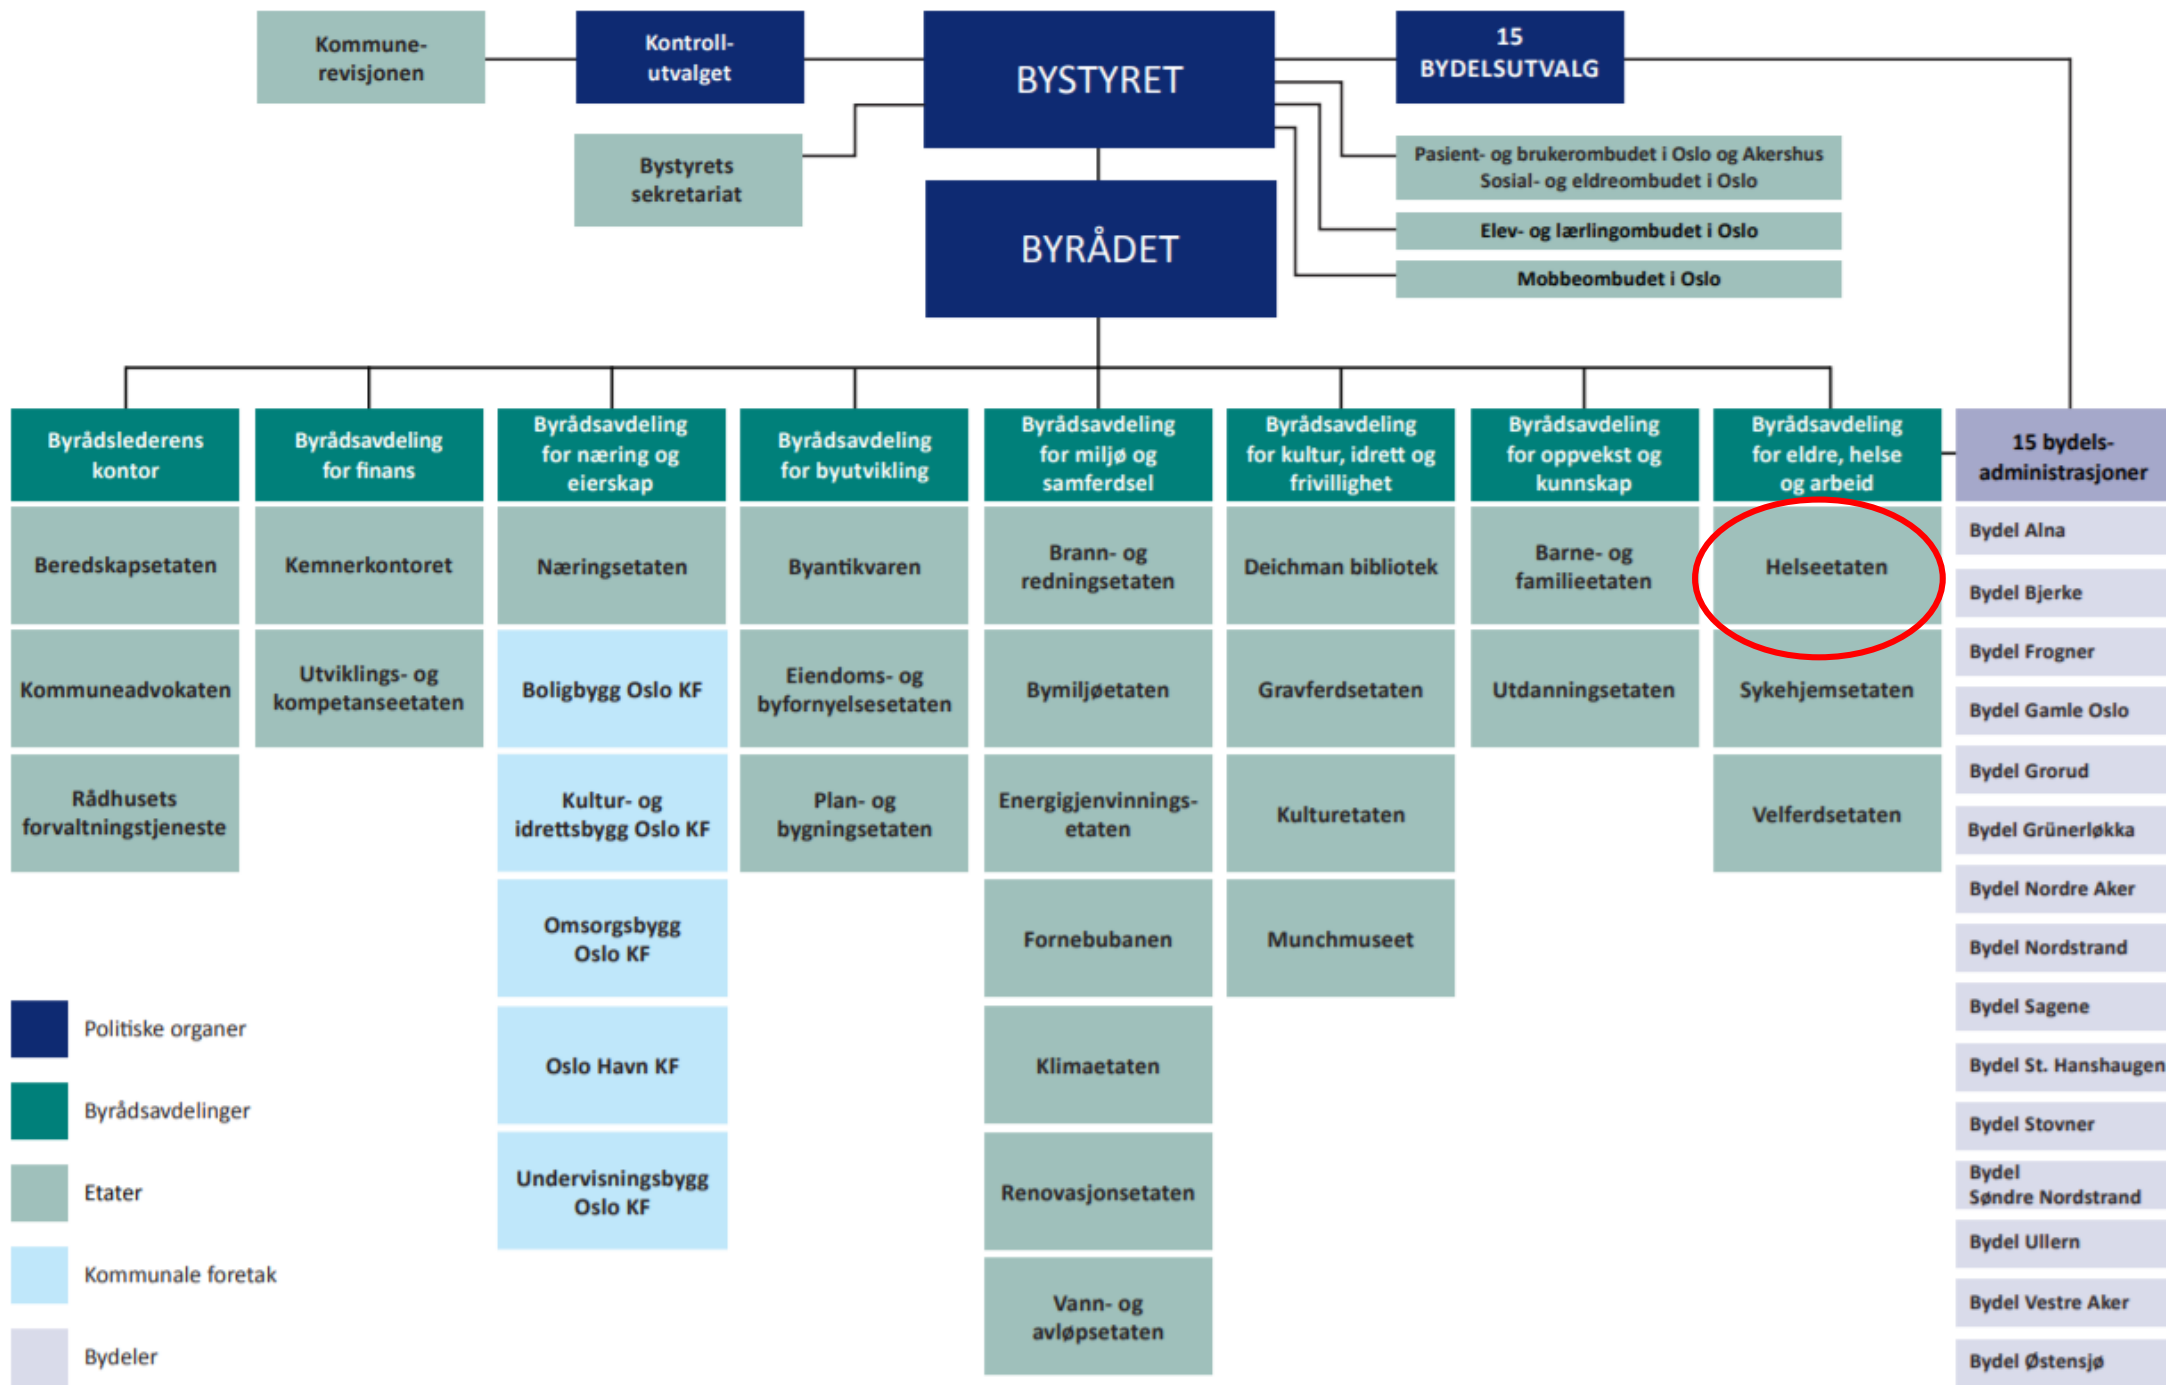 Kommune-
revisjonen
Kontroll-
utvalget
BYSTYRET
15
BYDELSUTVALG
Bystyrets
sekretariat
Pasient- og brukerombudet i Oslo og Akershus
Sosial- og eldreombudet i Oslo
Elev- og lærlingombudet i Oslo
Mobbeombudet i Oslo
BYRÅDET
Byrådslederens
kontor
Beredskapsetaten
Kommuneadvokaten
Rådhusets
forvaltningstjeneste
Byrådsavdeling
for finans
Kemnerkontoret
Utviklings- og
kompetanseetaten
Byrådsavdeling
for næring og
eierskap
Næringsetaten
Boligbygg Oslo KF
Kultur- og
idrettsbygg Oslo KF
Omsorgsbygg
Oslo KF
Oslo Havn KF
Undervisningsbygg
Oslo KF
Byrådsavdeling
for byutvikling
Byantikvaren
Eiendoms- og
byfornyelsesetaten
Plan- og
bygningsetaten
Byrådsavdeling
for miljø og
samferdsel
Brann- og
redningsetaten
Bymiljøetaten
Energigjenvinnings-
etaten
Fornebubanen
Klimaetaten
Renovasjonsetaten
Vann- og
avløpsetaten
Byrådsavdeling
for kultur, idrett og
frivillighet
Deichman bibliotek
Gravferdsetaten
Kulturetaten
Munchmuseet
Byrådsavdeling
for oppvekst og
kunnskap
Barne- og
familieetaten
Utdanningsetaten
Byrådsavdeling
for eldre, helse
og arbeid
Helseetaten
Sykehjemsetaten
Velferdsetaten
15 bydels-
administrasjoner
Bydel Alna
Bydel Bjerke
Bydel Frogner
Bydel Gamle Oslo
Bydel Grorud
Bydel Grünerløkka
Bydel Nordre Aker
Bydel Nordstrand
Bydel Sagene
Bydel St. Hanshaugen
Bydel Stovner
Bydel
Søndre Nordstrand
Bydel Ullern
Bydel Vestre Aker
Bydel Østensjø
Politiske organer
Byrådsavdelinger
Etater
Kommunale foretak
Bydeler